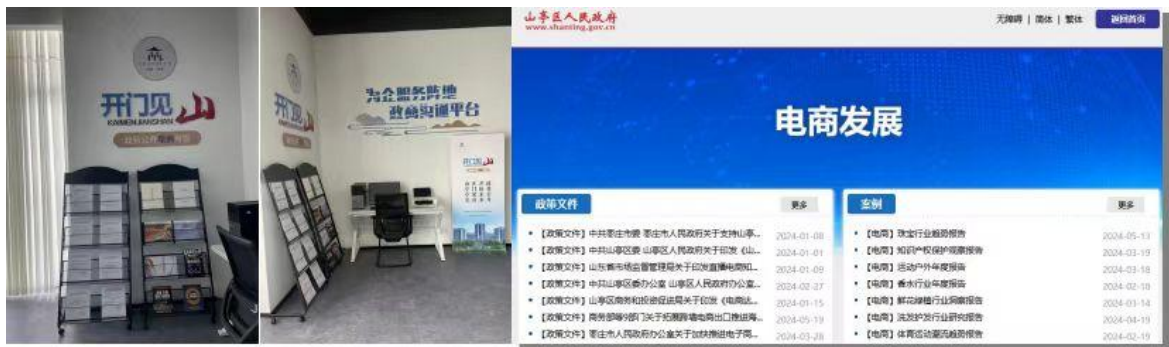 开门见山
KAIMENJIANSHAN
开门见山
为企服务阵地
政商沟通平台
开门见山
山亭区人民政府
www.shanting.gov.cn
无障碍 | 简体 | 繁体
返回首页
电商发展
政策文件
更多
【政策文件】中共枣庄市委 枣庄市人民政府关于支持山亭...
2024-01-08
【政策文件】中共山亭区委 山亭区人民政府关于印发《山...
2024-01-01
【政策文件】山东省市场监督管理局关于印发直播电商知...
2024-01-09
【政策文件】中共山亭区委办公室 山亭区人民政府办公室...
2024-02-27
【政策文件】山亭区商务和投资促进局关于印发《电商达...
2024-01-15
【政策文件】商务部等9部门关于拓展跨境电商出口推进海...
2024-05-19
【政策文件】枣庄市人民政府办公室关于加快推进电子商...
2024-03-28
案例
更多
【电商】珠宝行业趋势报告
2024-05-13
【电商】知识产权保护观察报告
2024-03-19
【电商】运动户外年度报告
2024-03-18
【电商】香水行业年度报告
2024-02-18
【电商】鲜花绿植行业洞察报告
2024-03-14
【电商】洗发护发行业研究报告
2024-04-19
【电商】体育运动潮流趋势报告
2024-02-19